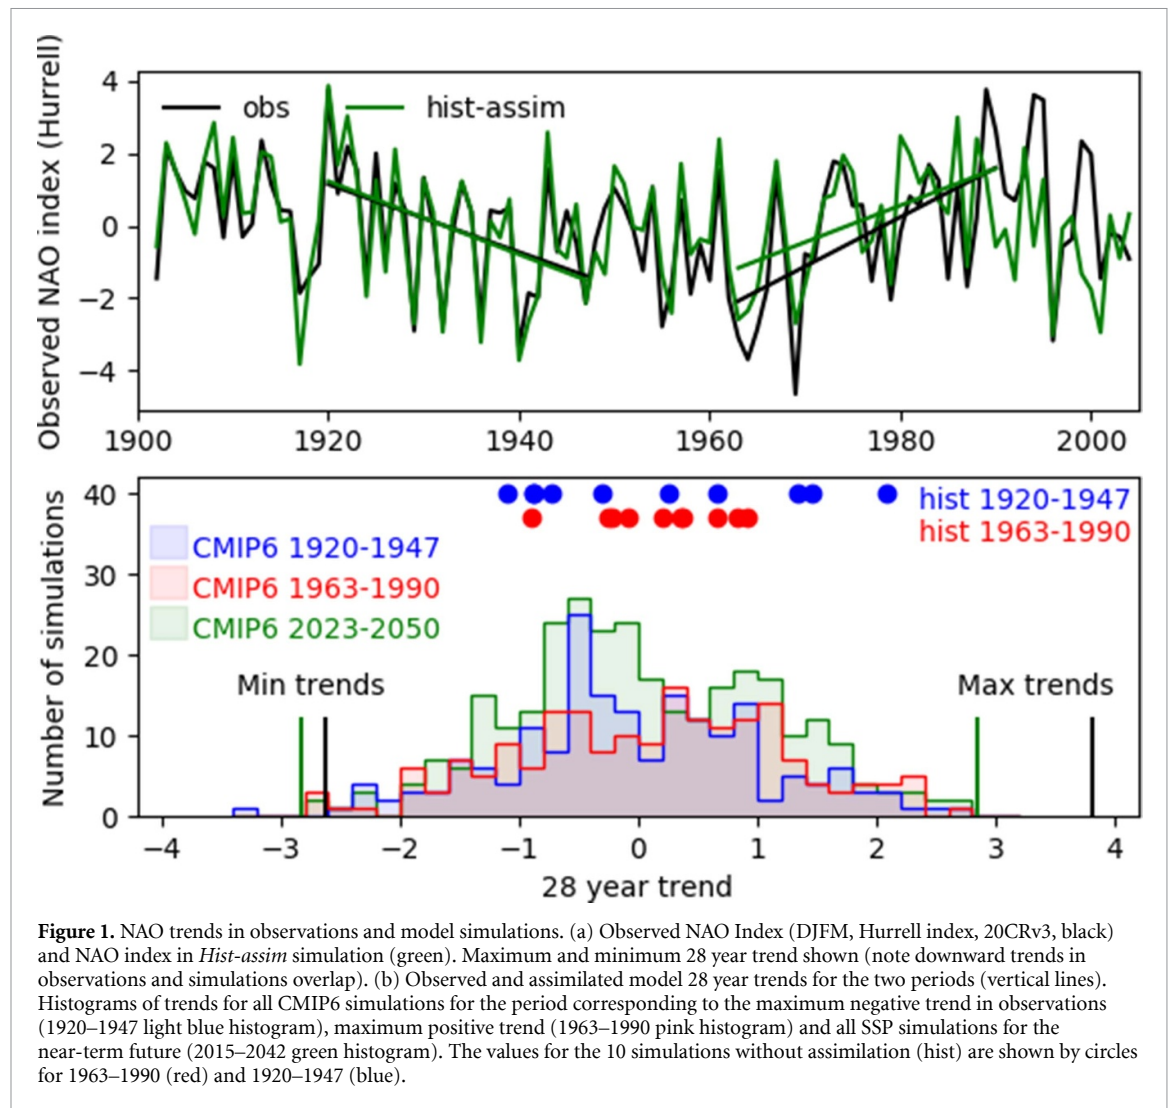 Observed NAO index (Hurrell)
obs
hist-assim
4
2
0
−2
−4
1900 1920 1940 1960 1980 2000
Number of simulations
40
30
20
10
0
hist 1920-1947
hist 1963-1990
CMIP6 1920-1947
CMIP6 1963-1990
CMIP6 2023-2050
Min trends
Max trends
−4 −3 −2 −1 0 1 2 3 4
28 year trend
Figure 1. NAO trends in observations and model simulations. (a) Observed NAO Index (DJFM, Hurrell index, 20CRv3, black)
and NAO index in Hist-assim simulation (green). Maximum and minimum 28 year trend shown (note downward trends in
observations and simulations overlap). (b) Observed and assimilated model 28 year trends for the two periods (vertical lines).
Histograms of trends for all CMIP6 simulations for the period corresponding to the maximum negative trend in observations
(1920–1947 light blue histogram), maximum positive trend (1963–1990 pink histogram) and all SSP simulations for the
near-term future (2015–2042 green histogram). The values for the 10 simulations without assimilation (hist) are shown by circles
for 1963–1990 (red) and 1920–1947 (blue).